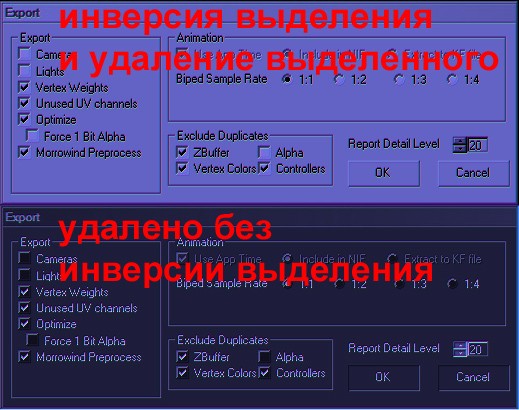 Export
инверсия выделения
и удаление выделенного
Export
Cameras
Lights
Vertex Weights
Unused UV channels
Optimize
Force 1 Bit Alpha
Morrowind Preprocess
Animation
Use App Time
Include in NIF
Extract to KF file
Biped Sample Rate
1:1
1:2
1:3
1:4
Exclude Duplicates
ZBuffer
Alpha
Vertex Colors
Controllers
Report Detail Level
20
OK
Cancel
Export
удалено без
инверсии выделения
Export
Cameras
Lights
Vertex Weights
Unused UV channels
Optimize
Force 1 Bit Alpha
Morrowind Preprocess
Animation
Use App Time
Include in NIF
Extract to KF file
Biped Sample Rate
1:1
1:2
1:3
1:4
Exclude Duplicates
ZBuffer
Alpha
Vertex Colors
Controllers
Report Detail Level
20
OK
Cancel